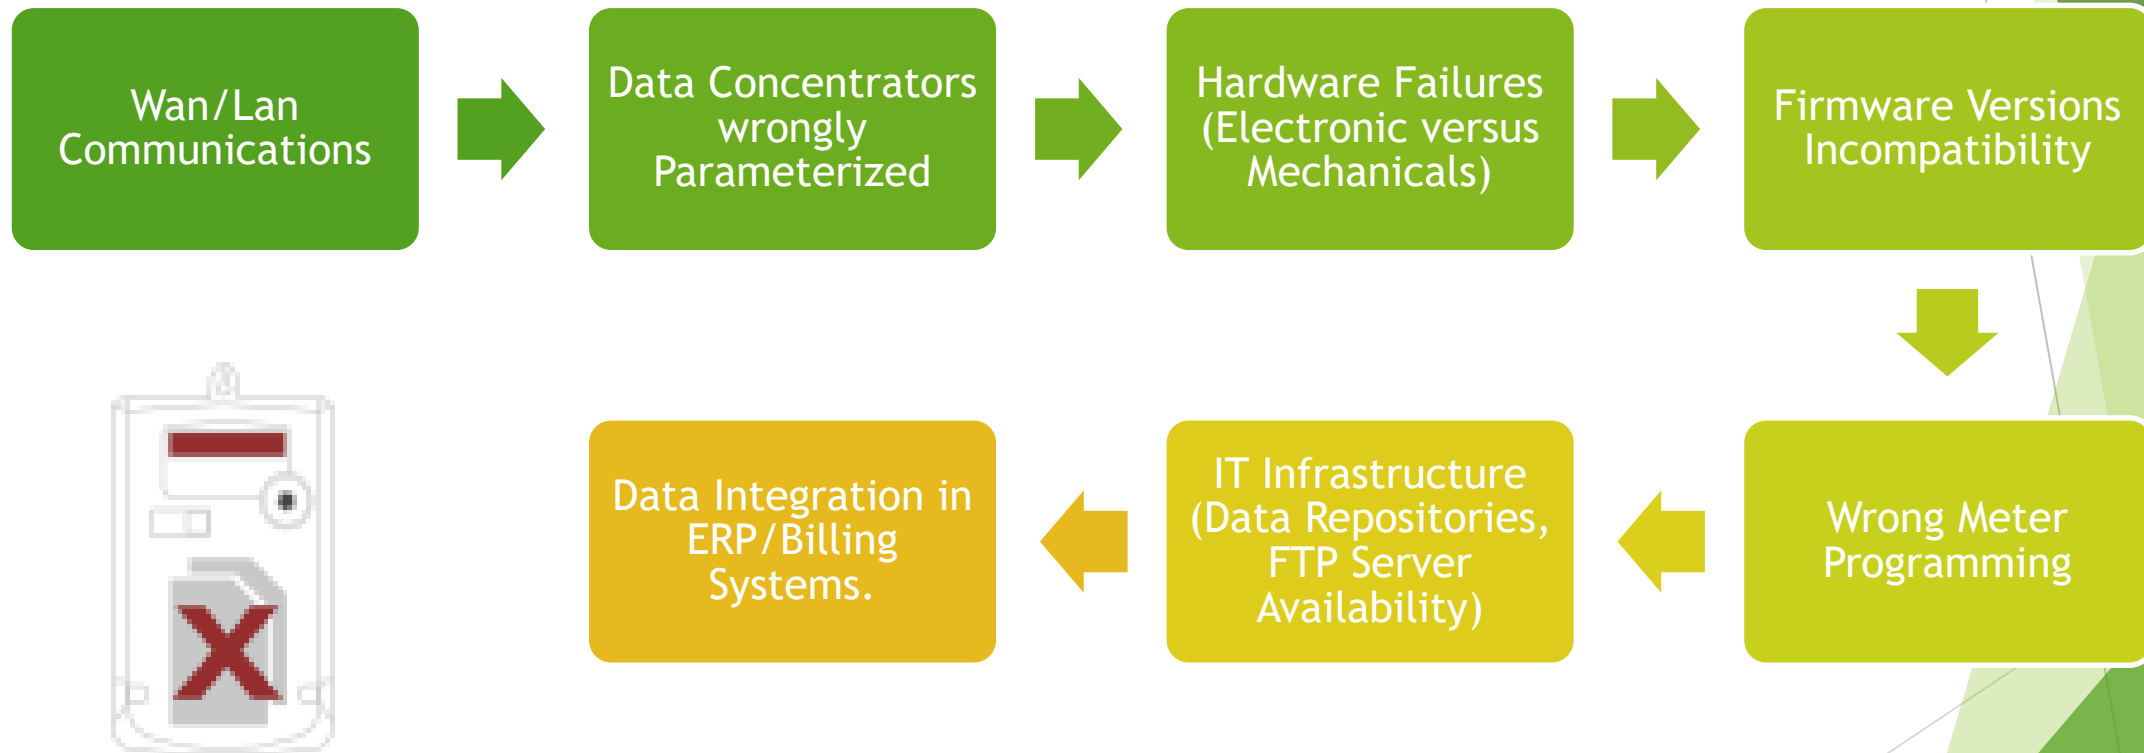 Wan/Lan
Communications
Data Concentrators
wrongly
Parameterized
Hardware Failures
(Electronic versus
Mechanicals)
Firmware Versions
Incompatibility
Wrong Meter
Programming
IT Infrastructure
(Data Repositories,
FTP Server
Availability)
Data Integration in
ERP/Billing
Systems.